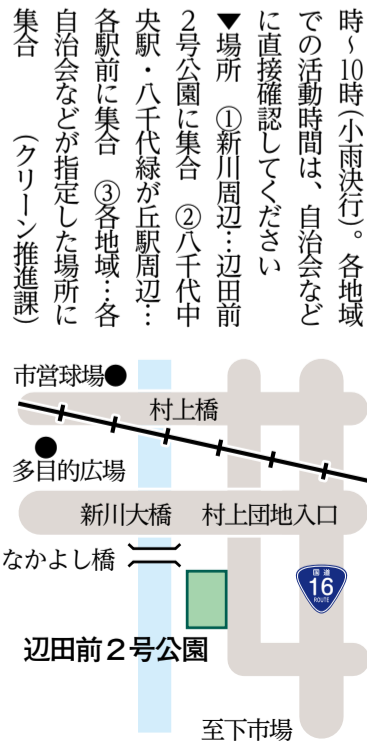 時～10時(小雨決行)。各地域
での活動時間は、自治会など
に直接確認してください
▼場所　①新川周辺…辺田前
２号公園に集合　②八千代中
央駅・八千代緑が丘駅周辺…
各駅前に集合　③各地域…各
自治会などが指定した場所に
集合　(クリーン推進課)
市営球場
村上橋
多目的広場
新川大橋
村上団地入口
なかよし橋
国道
16
ROUTE
辺田前２号公園
至下市場